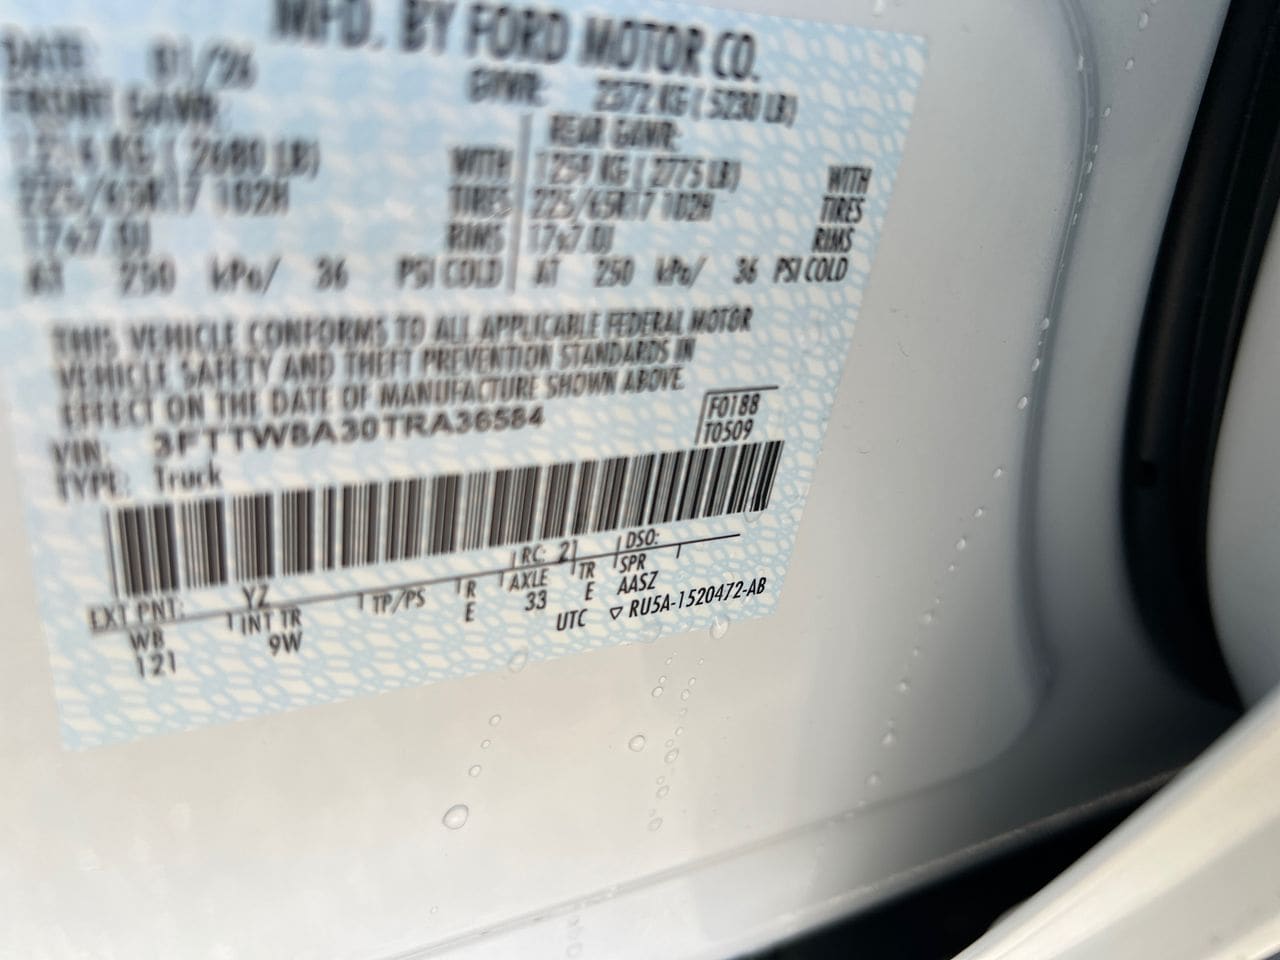 MFD. BY FORD MOTOR CO.
DATE: 01/26 GVWR: 2372 KG ( 5230 LB)
FRONT GAWR: REAR GAWR:
KG ( 2680 LB) WITH 1259 KG ( 2775 LB) WITH
225/65R17 102H TIRES 225/65R17 102H TIRES
17x7.0J RIMS 17x7.0J RIMS
AT 250 kPa/ 36 PSI COLD AT 250 kPa/ 36 PSI COLD
THIS VEHICLE CONFORMS TO ALL APPLICABLE FEDERAL MOTOR
VEHICLE SAFETY AND THEFT PREVENTION STANDARDS IN
EFFECT ON THE DATE OF MANUFACTURE SHOWN ABOVE.
VIN: 3FTTW8A30TRA36584 F0188
TYPE: Truck T0509
EXT PNT: YZ RC: 21 DSO:
WB INT TR TP/PS R AXLE TR SPR
121 9W E 33 E AASZ
UTC ▽ RU5A-1520472-AB